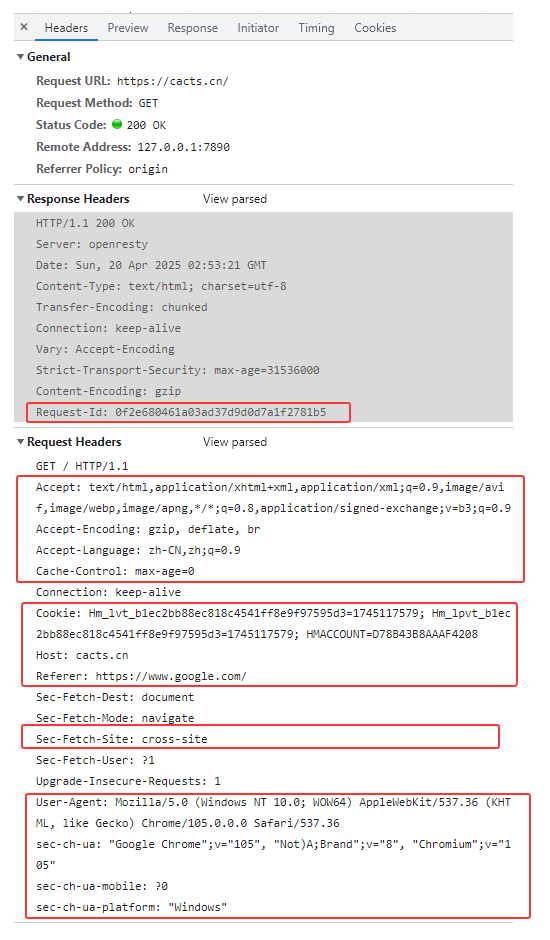 × Headers Preview Response Initiator Timing Cookies
▼ General
Request URL: https://cacts.cn/
Request Method: GET
Status Code: 200 OK
Remote Address: 127.0.0.1:7890
Referrer Policy: origin
▼ Response Headers View parsed
HTTP/1.1 200 OK
Server: openresty
Date: Sun, 20 Apr 2025 02:53:21 GMT
Content-Type: text/html; charset=utf-8
Transfer-Encoding: chunked
Connection: keep-alive
Vary: Accept-Encoding
Strict-Transport-Security: max-age=31536000
Content-Encoding: gzip
Request-Id: 0f2e680461a03ad37d9d0d7a1f2781b5
▼ Request Headers View parsed
GET / HTTP/1.1
Accept: text/html,application/xhtml+xml,application/xml;q=0.9,image/avi
f,image/webp,image/apng,*/*;q=0.8,application/signed-exchange;v=b3;q=0.9
Accept-Encoding: gzip, deflate, br
Accept-Language: zh-CN,zh;q=0.9
Cache-Control: max-age=0
Connection: keep-alive
Cookie: Hm_lvt_b1ec2bb88ec818c4541ff8e9f97595d3=1745117579; Hm_lpvt_b1ec
2bb88ec818c4541ff8e9f97595d3=1745117579; HMACCOUNT=D78B43B8AAAF4208
Host: cacts.cn
Referer: https://www.google.com/
Sec-Fetch-Dest: document
Sec-Fetch-Mode: navigate
Sec-Fetch-Site: cross-site
Sec-Fetch-User: ?1
Upgrade-Insecure-Requests: 1
User-Agent: Mozilla/5.0 (Windows NT 10.0; WOW64) AppleWebKit/537.36 (KHT
ML, like Gecko) Chrome/105.0.0.0 Safari/537.36
sec-ch-ua: "Google Chrome";v="105", "Not)A;Brand";v="8", "Chromium";v="1
05"
sec-ch-ua-mobile: ?0
sec-ch-ua-platform: "Windows"